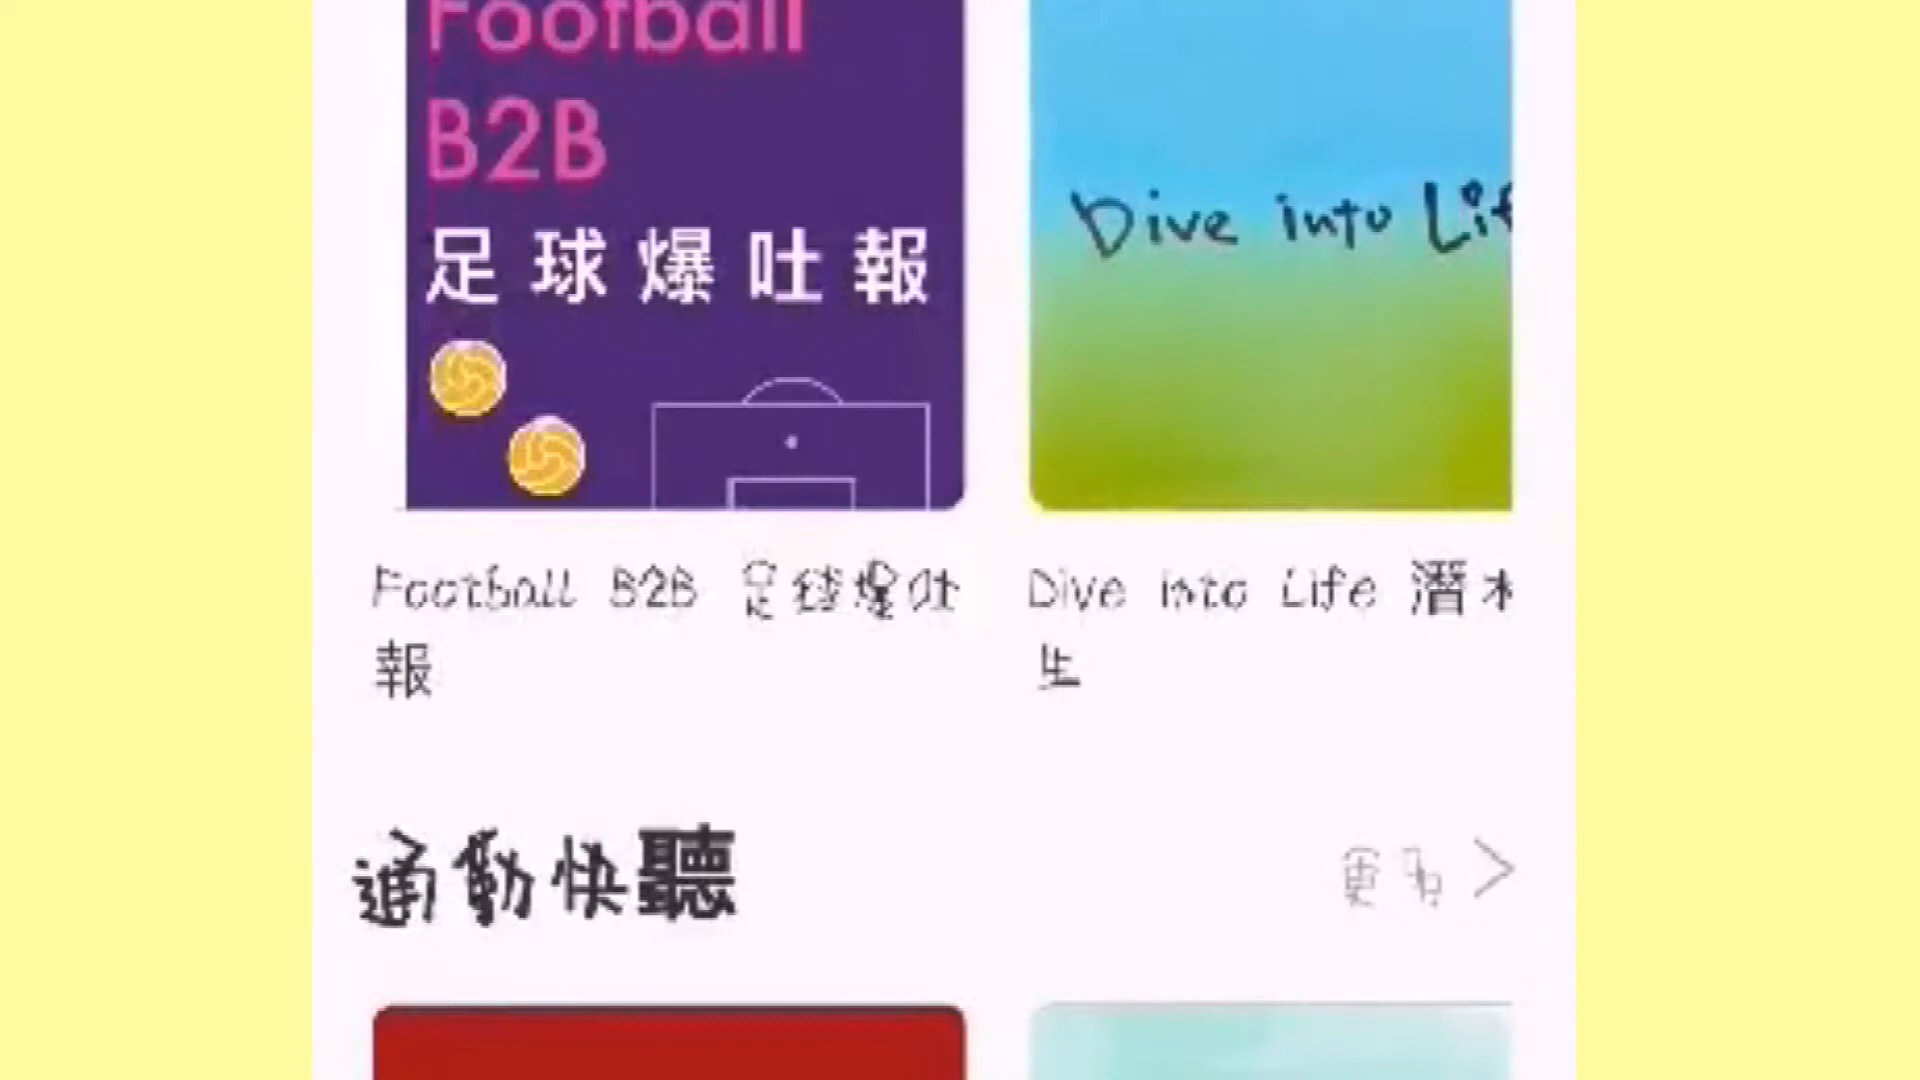 Football
B2B
足球爆吐報
Dive into Lif
Football B2B 足球爆吐
報
Dive into Life 潛水
生
通勤快聽
更多 >